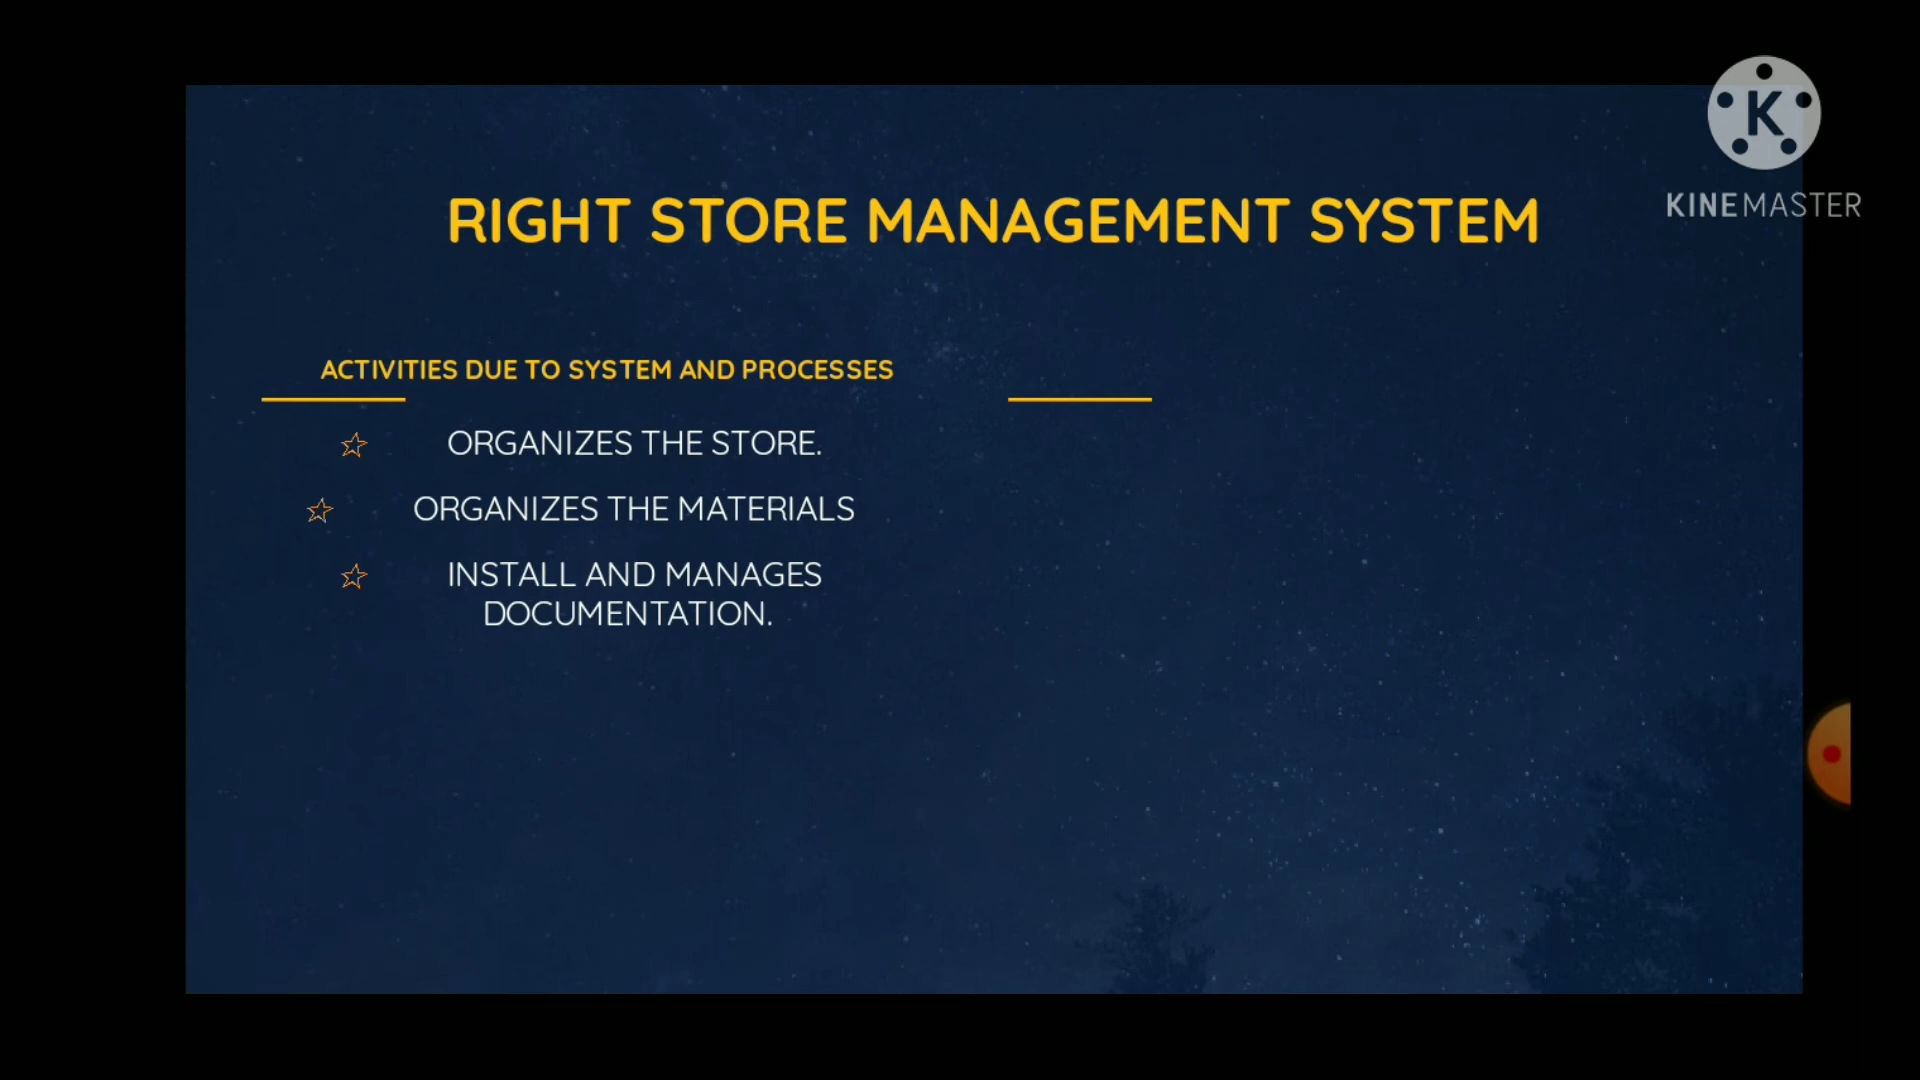 K
KINEMASTER
RIGHT STORE MANAGEMENT SYSTEM
ACTIVITIES DUE TO SYSTEM AND PROCESSES
ORGANIZES THE STORE.
ORGANIZES THE MATERIALS
INSTALL AND MANAGES
DOCUMENTATION.